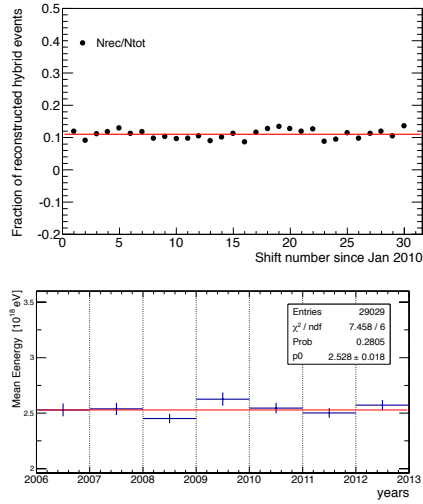 Fraction of reconstructed hybrid events
0.5
0.4
0.3
0.2
0.1
0.0
-0.1
-0.2
Nrec/Ntot
0 5 10 15 20 25 30
Shift number since Jan 2010
Mean Eenergy [10^18 eV]
3.5
3
2.5
2
Entries 29029
χ² / ndf 7.458 / 6
Prob 0.2805
p0 2.528 ± 0.018
2006 2007 2008 2009 2010 2011 2012 2013
years